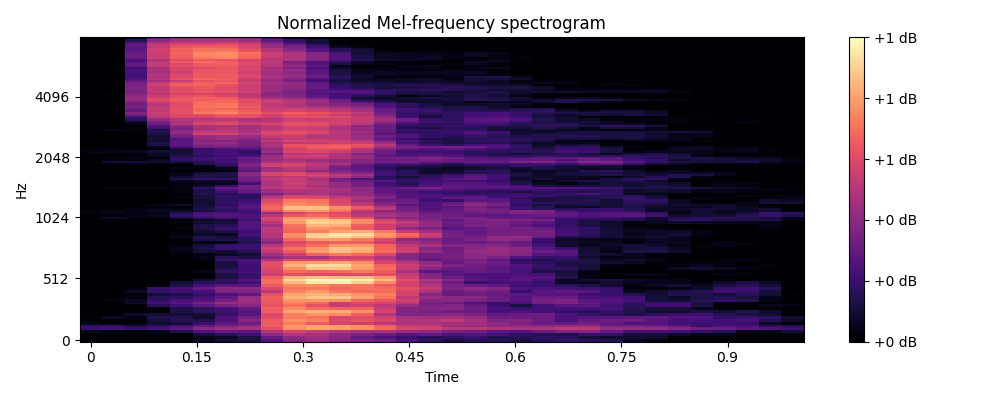 Normalized Mel-frequency spectrogram
Hz
4096
2048
1024
512
0
0
0.15
0.3
0.45
0.6
0.75
0.9
Time
+1 dB
+1 dB
+1 dB
+0 dB
+0 dB
+0 dB